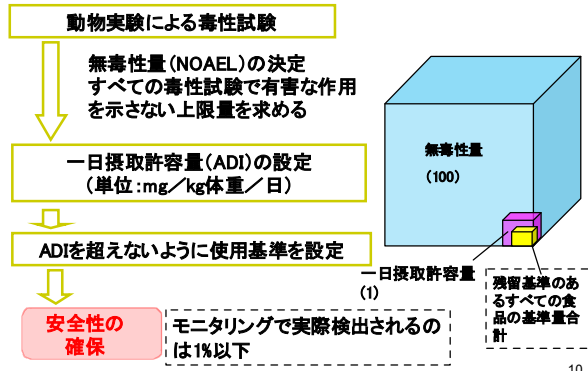 動物実験による毒性試験
無毒性量(NOAEL)の決定
すべての毒性試験で有害な作用
を示さない上限量を求める
一日摂取許容量(ADI)の設定
(単位:mg/kg体重/日)
ADIを超えないように使用基準を設定
安全性の
確保
モニタリングで実際検出されるの
は1%以下
無毒性量
(100)
一日摂取許容量
(1)
残留基準のあ
るすべての食
品の基準量合
計
10